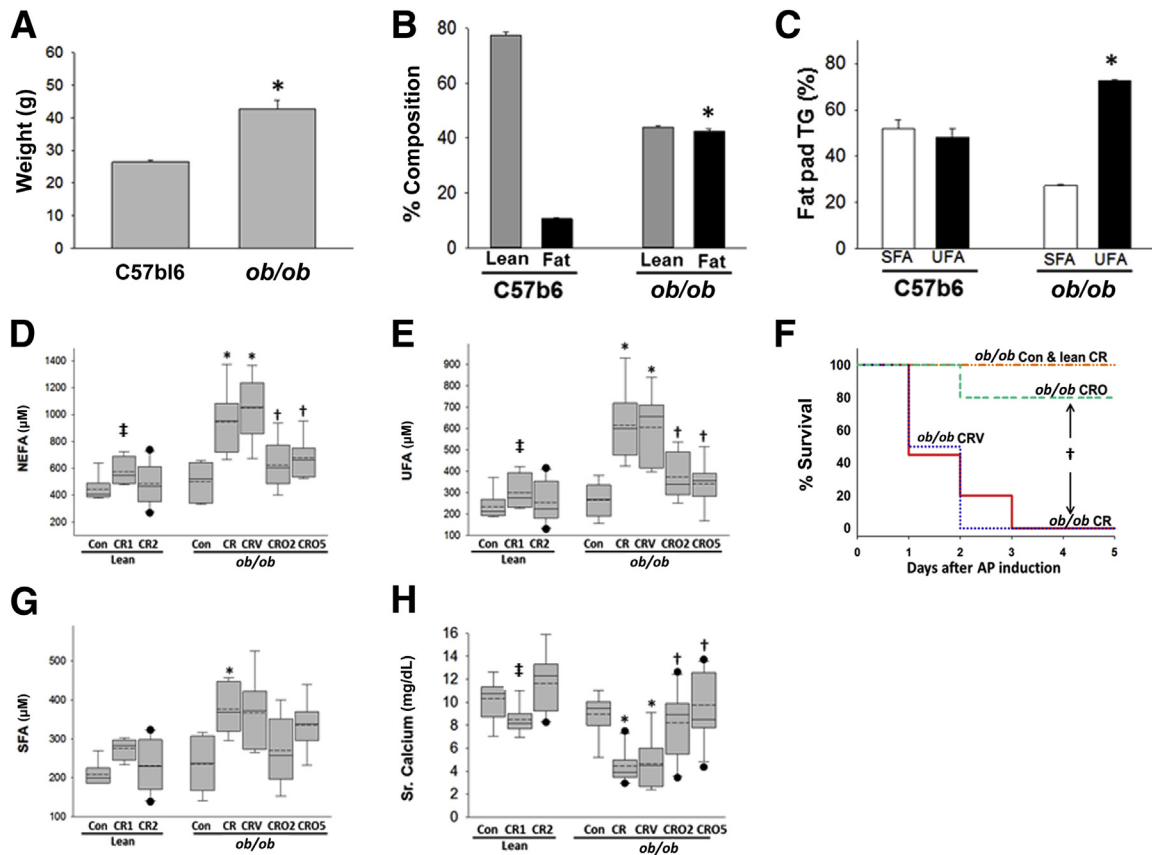 A
Weight (g)
60
50
40
30
20
10
0
*
C57bl6
ob/ob
B
% Composition
80
60
40
20
0
*
Lean Fat Lean Fat
C57b6 ob/ob
C
Fat pad TG (%)
80
60
40
20
0
*
SFA UFA SFA UFA
C57b6 ob/ob
D
NEFA (µM)
1400
1200
1000
800
600
400
‡ * * † †
Con CR1 CR2 Con CR CRV CRO2 CRO5
Lean ob/ob
E
UFA (µM)
900
800
700
600
500
400
300
200
100
‡ * * † †
Con CR1 CR2 Con CR CRV CRO2 CRO5
Lean ob/ob
F
% Survival
100
80
60
40
20
0
ob/ob Con & lean CR
ob/ob CRO
ob/ob CRV
†
ob/ob CR
0 1 2 3 4 5
Days after AP induction
G
SFA (µM)
500
400
300
200
100
*
Con CR1 CR2 Con CR CRV CRO2 CRO5
Lean ob/ob
H
Sr. Calcium (mg/dL)
16
14
12
10
8
6
4
2
0
‡ * * † †
Con CR1 CR2 Con CR CRV CRO2 CRO5
Lean ob/ob